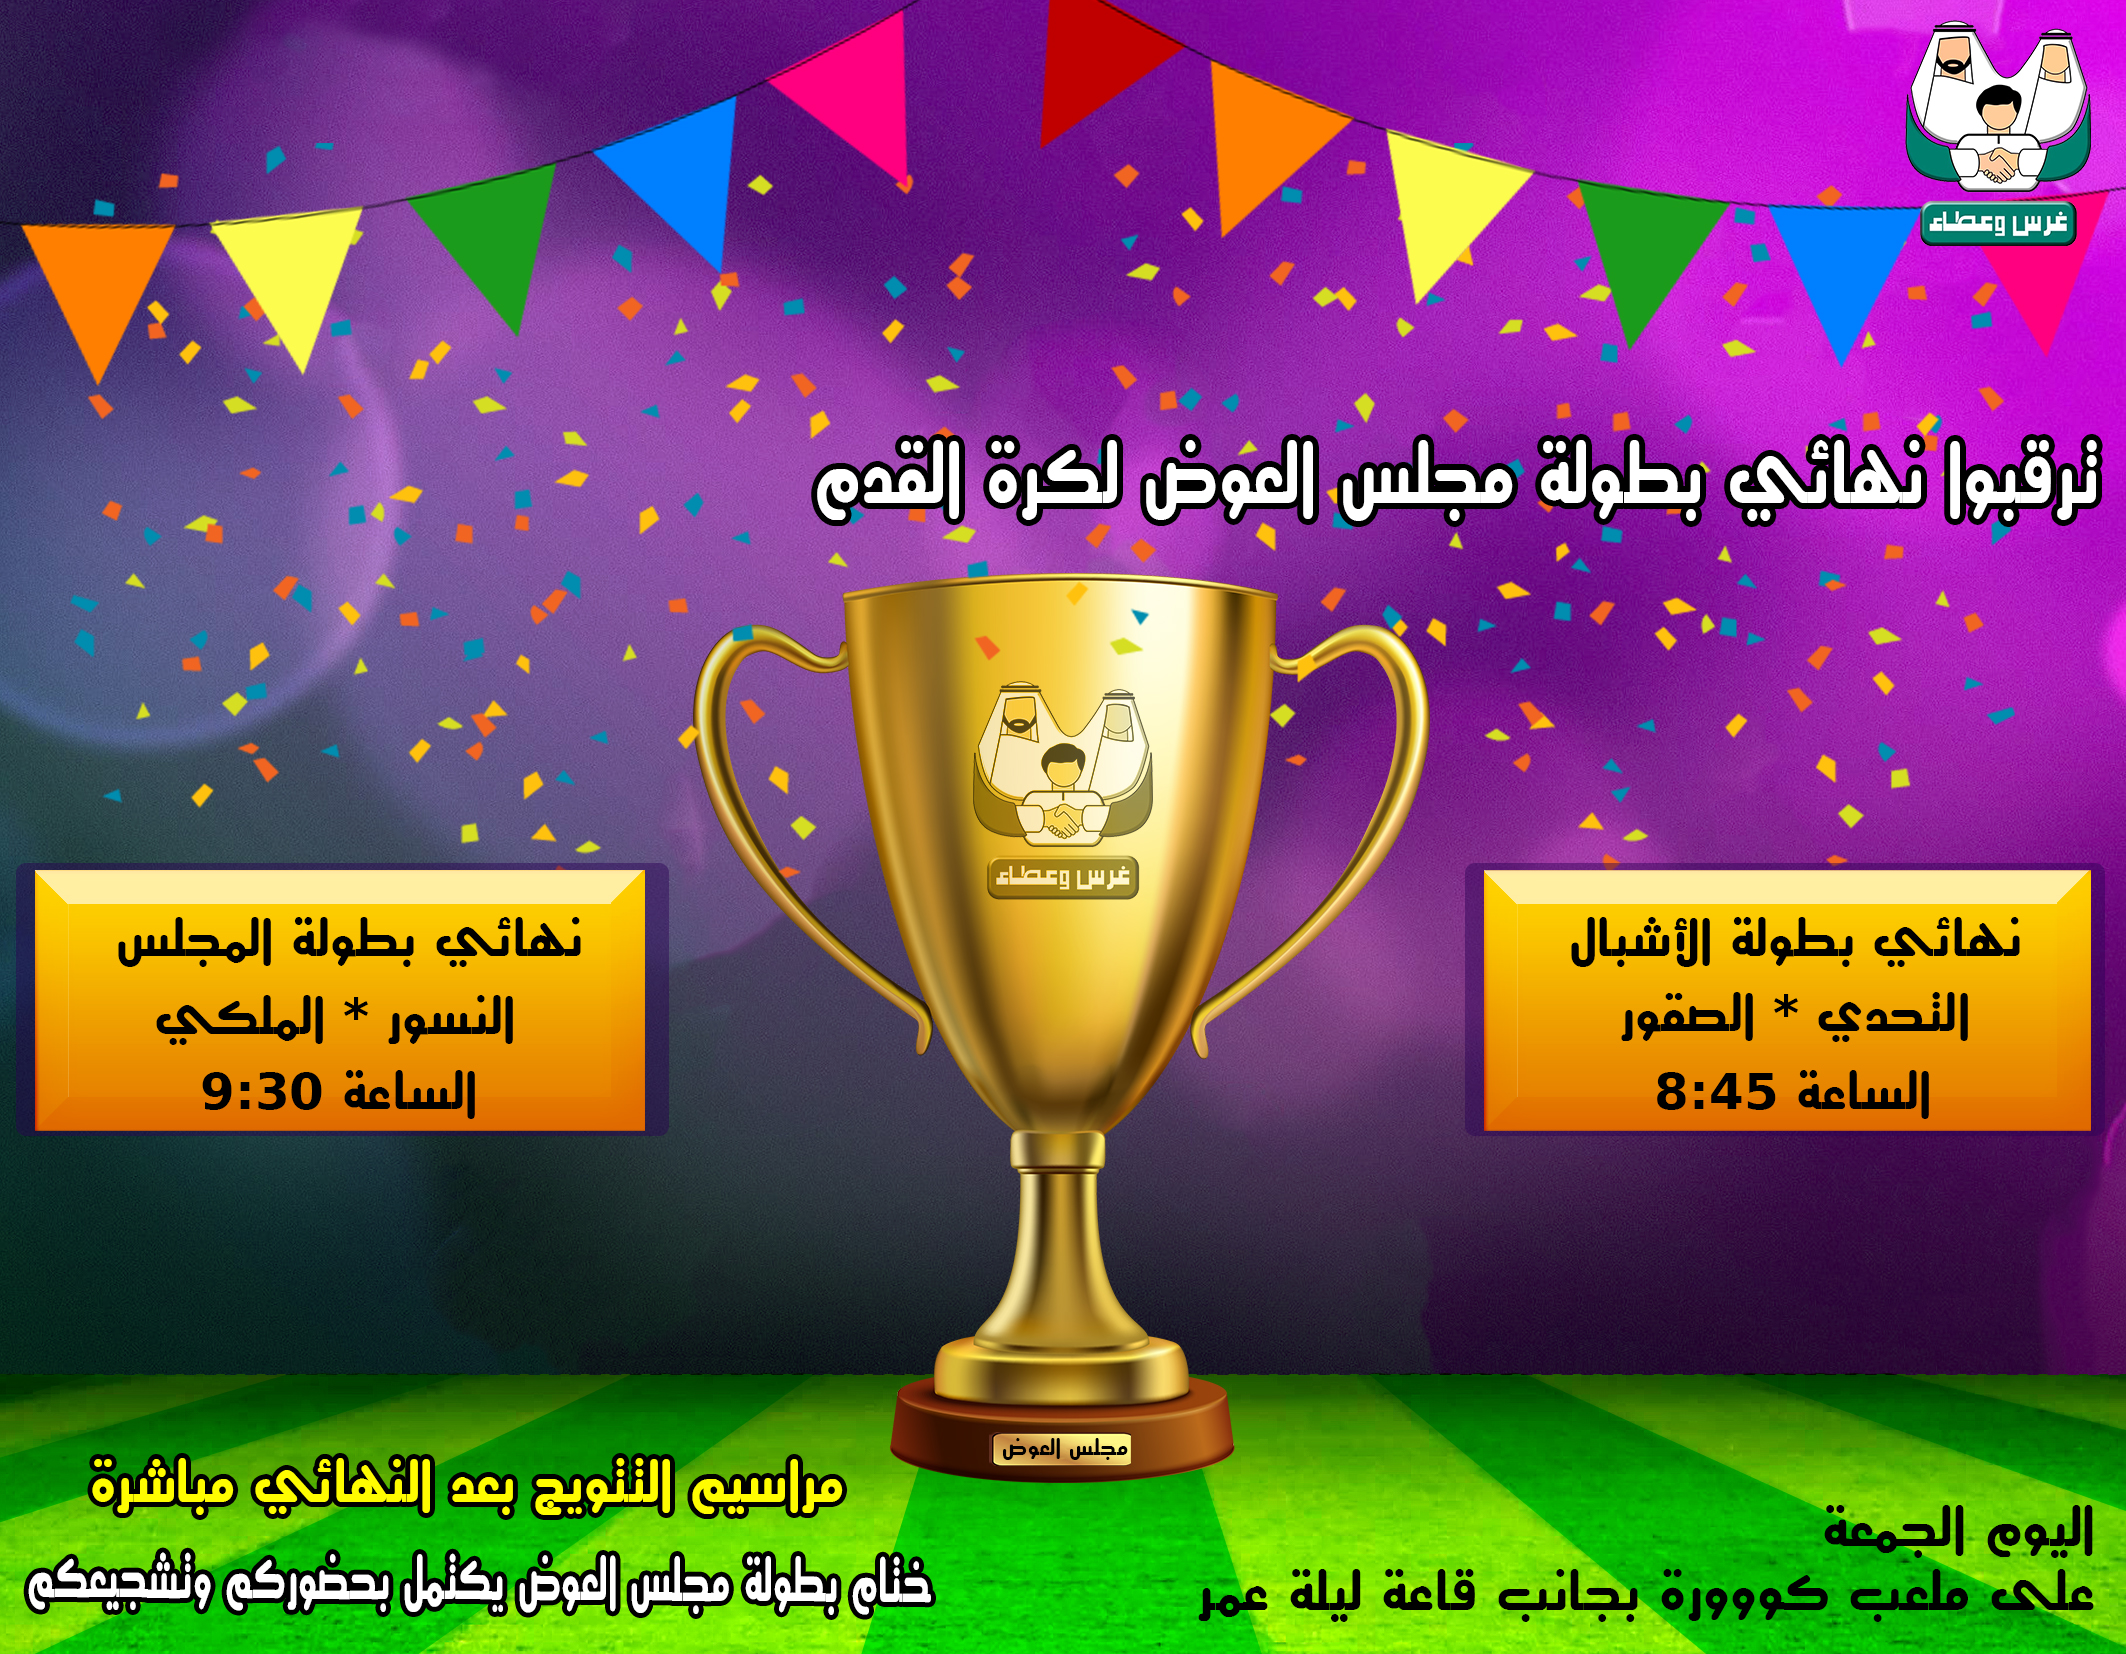 غرس وعطاء
ترقبوا نهائي بطولة مجلس العوض لكرة القدم
غرس وعطاء
نهائي بطولة الأشبال
التحدي * الصقور
الساعة 8:45
نهائي بطولة المجلس
النسور * الملكي
الساعة 9:30
مجلس العوض
مراسيم التتويج بعد النهائي مباشرة
ختام بطولة مجلس العوض يكتمل بحضوركم وتشجيعكم
اليوم الجمعة
على ملعب كووورة بجانب قاعة ليلة عمر